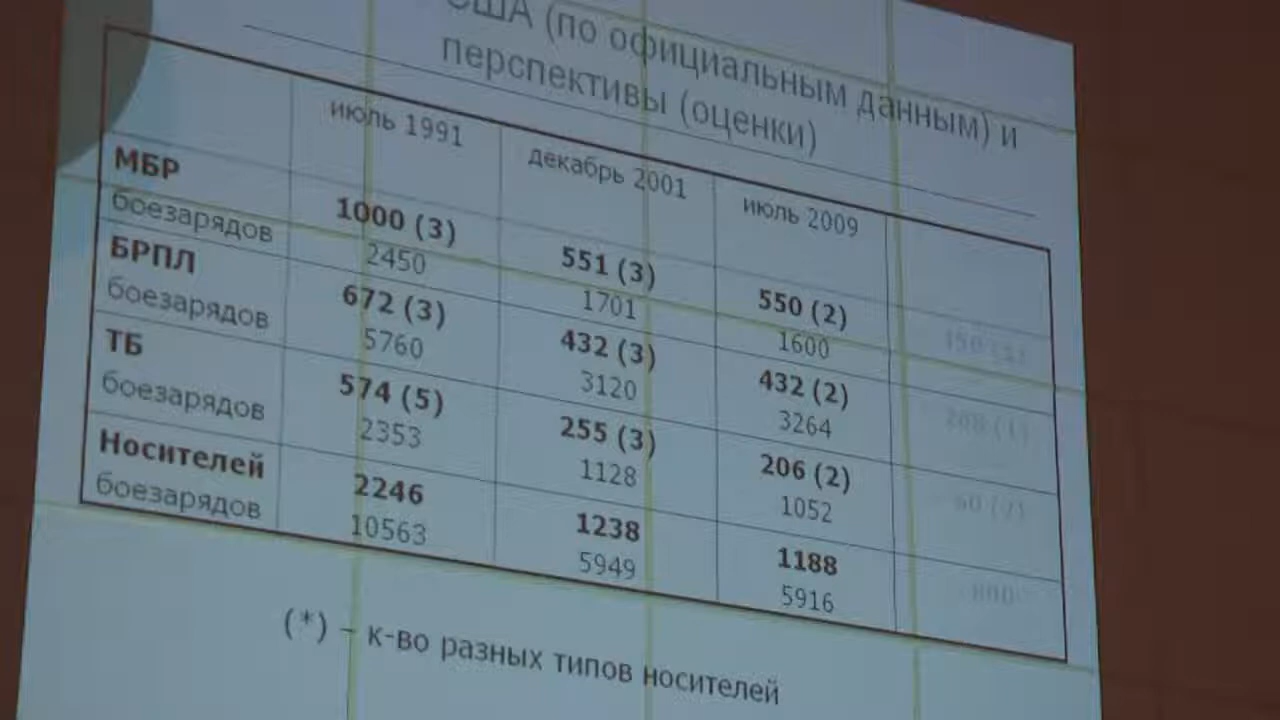 США (по официальным данным) и
перспективы (оценки)
июль 1991 декабрь 2001 июль 2009
МБР 1000 (3) 551 (3) 550 (2)
боезарядов 2450 1701 1600
БРПЛ 672 (3) 432 (3) 432 (2)
боезарядов 5760 3120 3264
ТБ 574 (5) 255 (3) 206 (2)
боезарядов 2353 1128 1052
Носителей 2246 1238 1188
боезарядов 10563 5949 5916
(*) – к-во разных типов носителей